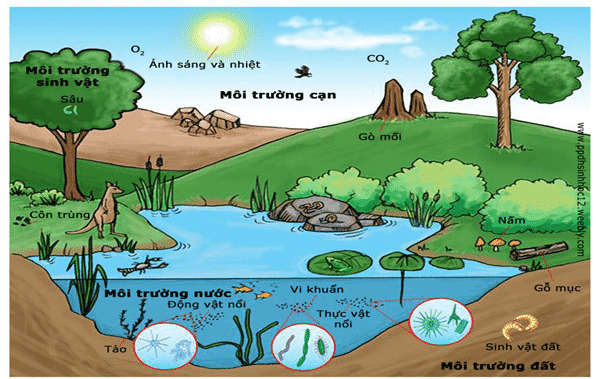 O2
Ánh sáng và nhiệt
CO2
Môi trường
sinh vật
Sâu
Môi trường cạn
Gò mối
www.ppdhsinhhoc12.weebly.com
Côn trùng
Nấm
Gỗ mục
Môi trường nước
Động vật nổi
Vi khuẩn
Thực vật
nổi
Tảo
Sinh vật đất
Môi trường đất